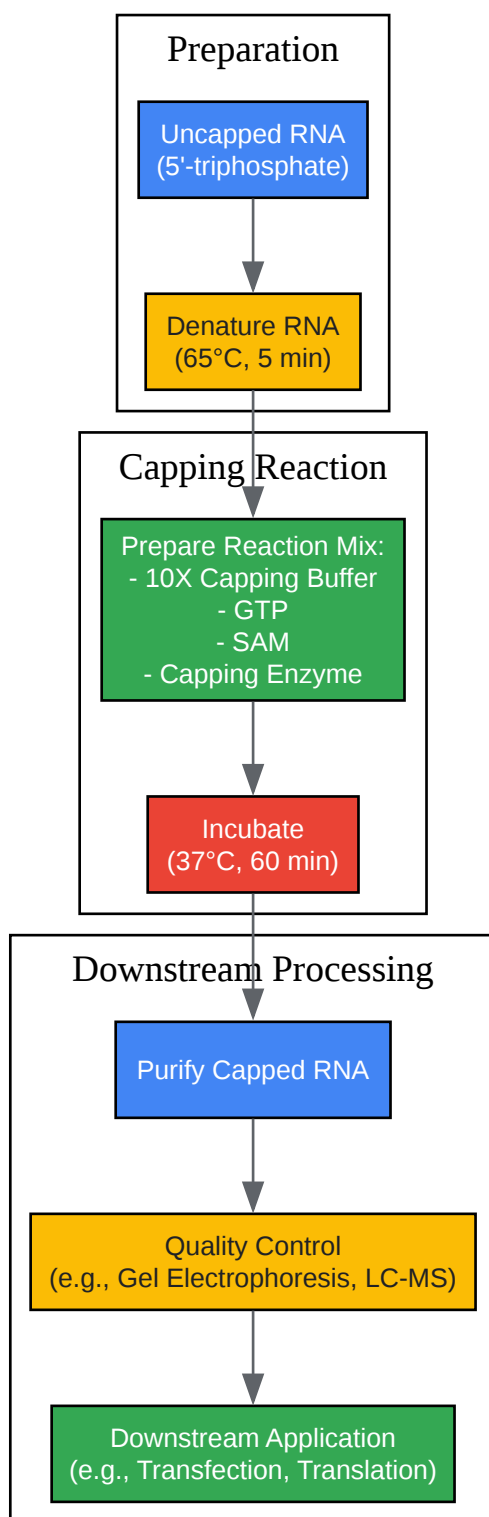 Preparation
Uncapped RNA
(5'-triphosphate)
Denature RNA
(65°C, 5 min)
Capping Reaction
Prepare Reaction Mix:
- 10X Capping Buffer
- GTP
- SAM
- Capping Enzyme
Incubate
(37°C, 60 min)
Downstream Processing
Purify Capped RNA
Quality Control
(e.g., Gel Electrophoresis, LC-MS)
Downstream Application
(e.g., Transfection, Translation)